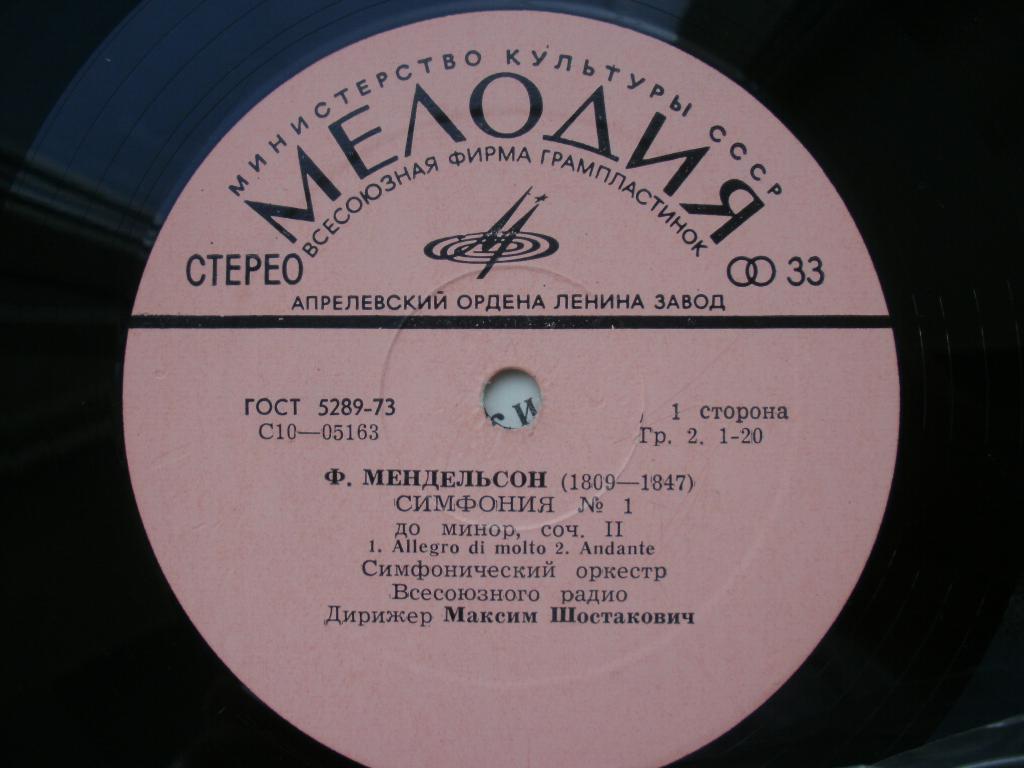 МИНИСТЕРСТВО КУЛЬТУРЫ СССР
МЕЛОДИЯ
ВСЕСОЮЗНАЯ ФИРМА ГРАМПЛАСТИНОК
СТЕРЕО
33
АПРЕЛЕВСКИЙ ОРДЕНА ЛЕНИНА ЗАВОД
ГОСТ 5289-73
С10—05163
1 сторона
Гр. 2. 1-20
Ф. МЕНДЕЛЬСОН (1809—1847)
СИМФОНИЯ № 1
до минор, соч. II
1. Allegro di molto 2. Andante
Симфонический оркестр
Всесоюзного радио
Дирижер Максим Шостакович